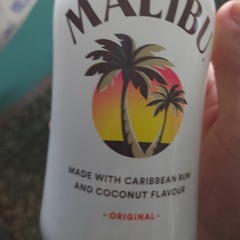 MALIBU
MADE WITH CARIBBEAN RUM
AND COCONUT FLAVOUR
-ORIGINAL-